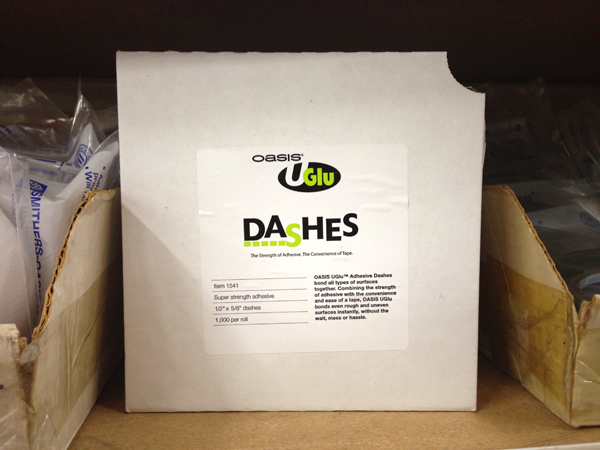 OASIS®
UGlu
DASHES
The Strength of Adhesive. The Convenience of Tape.
Item 1541
Super strength adhesive
1/2" x 5/8" dashes
1,000 per roll
OASIS UGlu™ Adhesive Dashes
bond all types of surfaces
together. Combining the strength
of adhesive with the convenience
and ease of a tape, OASIS UGlu
bonds even rough and uneven
surfaces instantly, without the
wait, mess or hassle.
SMITHERS-OASIS